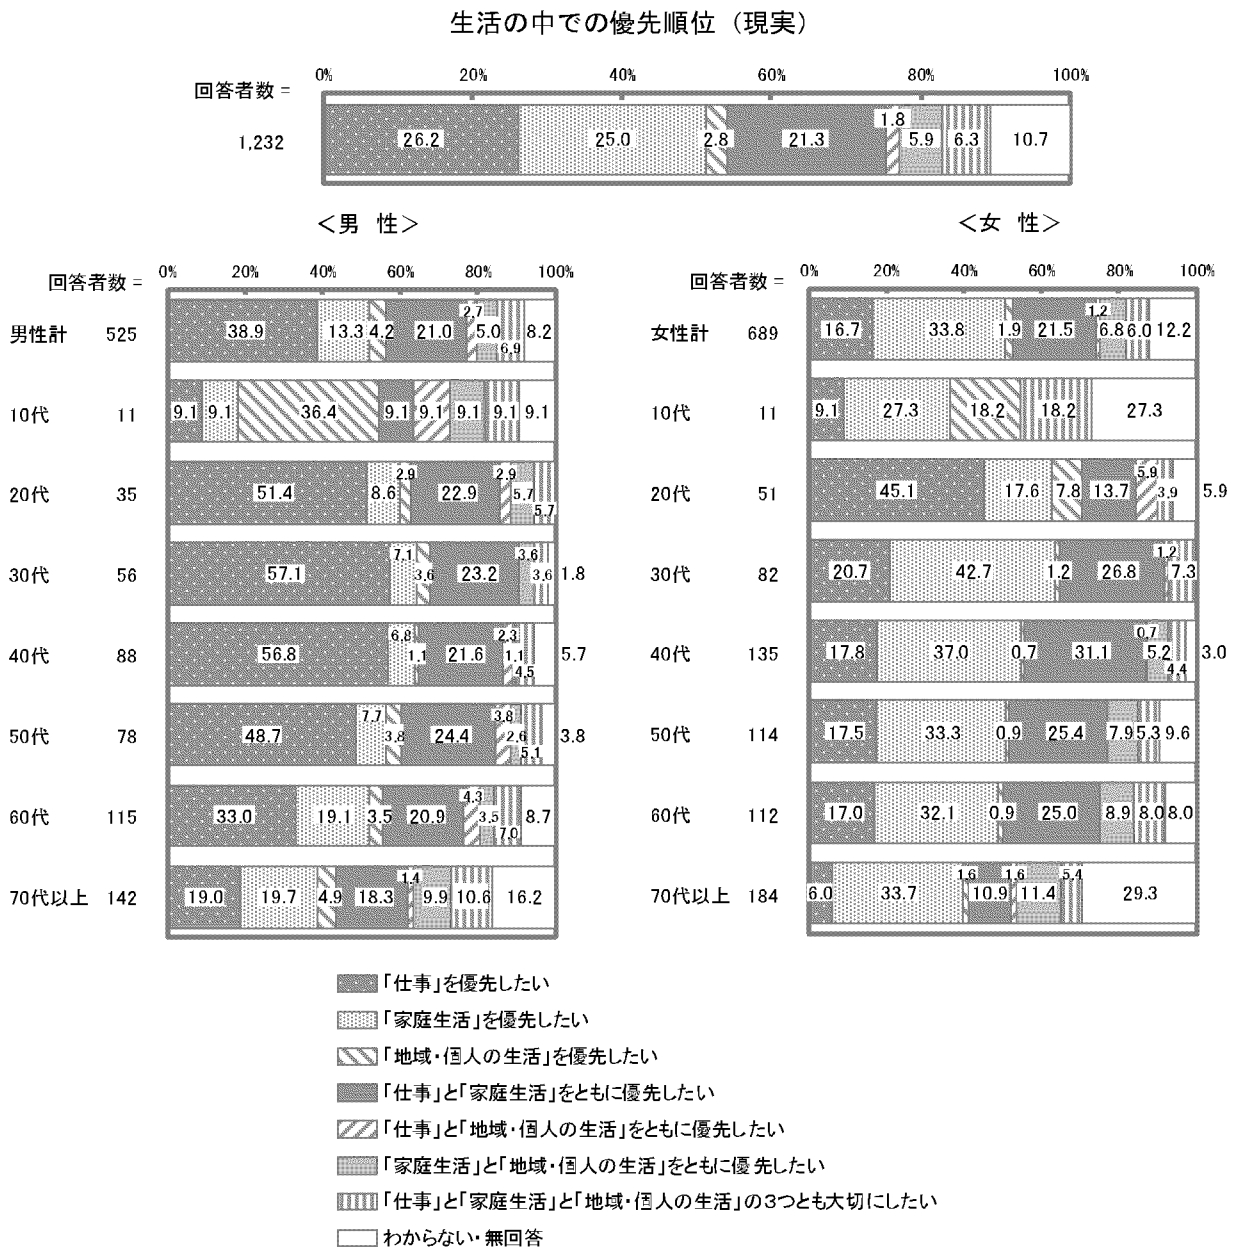 生活の中での優先順位（現実）
0% 20% 40% 60% 80% 100%
回答者数 =
1,232 26.2 25.0 2.8 21.3 1.8 5.9 6.3 10.7
＜男 性＞
回答者数 = 0% 20% 40% 60% 80% 100%
男性計 525 38.9 13.3 4.2 21.0 2.7 5.0 6.9 8.2
10代 11 9.1 9.1 36.4 9.1 9.1 9.1 9.1 9.1
20代 35 51.4 8.6 2.9 22.9 2.9 5.7 5.7
30代 56 57.1 7.1 3.6 23.2 3.6 3.6 1.8
40代 88 56.8 6.8 1.1 21.6 2.3 1.1 4.5 5.7
50代 78 48.7 7.7 3.8 24.4 3.8 2.6 5.1 3.8
60代 115 33.0 19.1 3.5 20.9 4.3 3.5 7.0 8.7
70代以上 142 19.0 19.7 4.9 18.3 1.4 9.9 10.6 16.2
＜女 性＞
回答者数 = 0% 20% 40% 60% 80% 100%
女性計 689 16.7 33.8 1.9 21.5 1.2 6.8 6.0 12.2
10代 11 9.1 27.3 18.2 18.2 27.3
20代 51 45.1 17.6 7.8 13.7 5.9 3.9 5.9
30代 82 20.7 42.7 1.2 26.8 1.2 7.3
40代 135 17.8 37.0 0.7 31.1 0.7 5.2 4.4 3.0
50代 114 17.5 33.3 0.9 25.4 7.9 5.3 9.6
60代 112 17.0 32.1 0.9 25.0 8.9 8.0 8.0
70代以上 184 6.0 33.7 1.6 10.9 1.6 11.4 5.4 29.3
「仕事」を優先したい
「家庭生活」を優先したい
「地域・個人の生活」を優先したい
「仕事」と「家庭生活」をともに優先したい
「仕事」と「地域・個人の生活」をともに優先したい
「家庭生活」と「地域・個人の生活」をともに優先したい
「仕事」と「家庭生活」と「地域・個人の生活」の３つとも大切にしたい
わからない・無回答